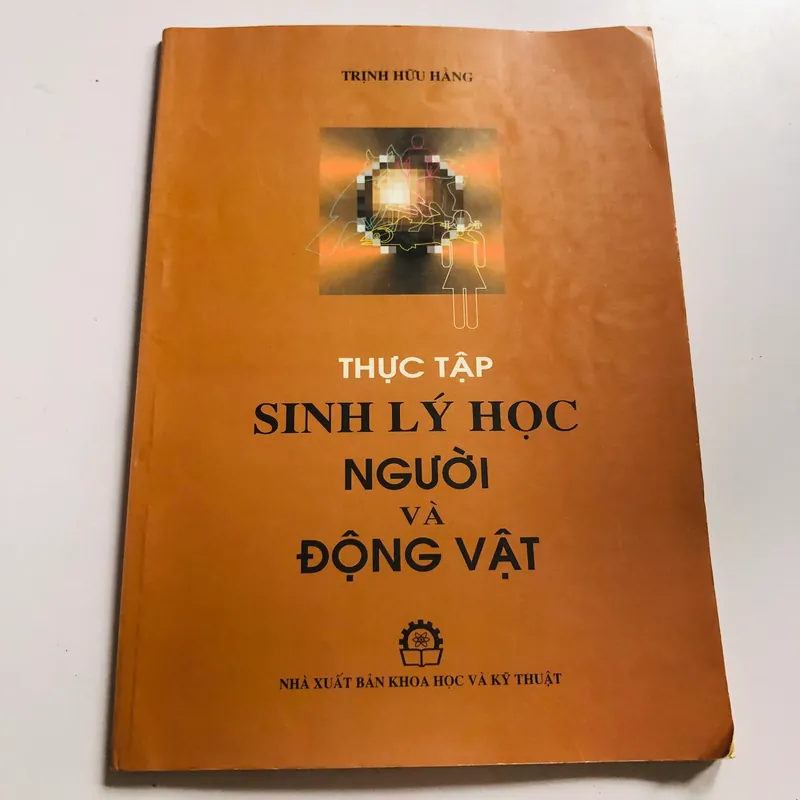 TRỊNH HỮU HẰNG
THỰC TẬP
SINH LÝ HỌC
NGƯỜI
VÀ
ĐỘNG VẬT
NHÀ XUẤT BẢN KHOA HỌC VÀ KỸ THUẬT